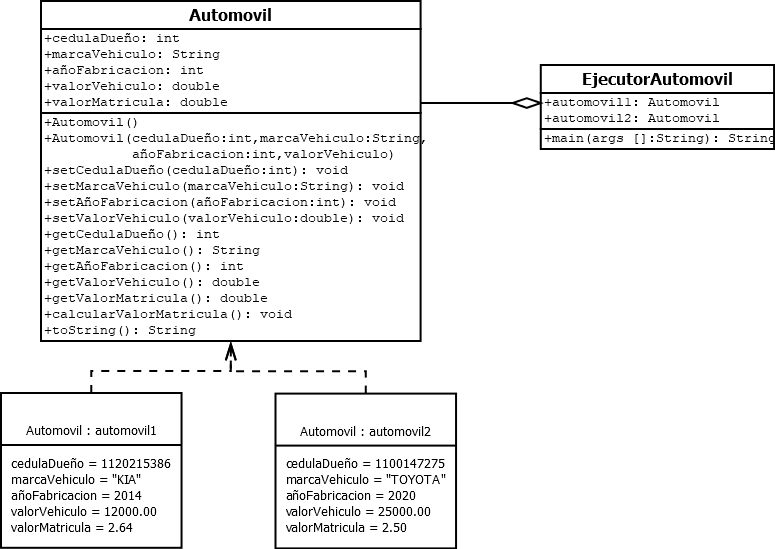 Automovil
+cedulaDueño: int
+marcaVehiculo: String
+añoFabricacion: int
+valorVehiculo: double
+valorMatricula: double
+Automovil()
+Automovil(cedulaDueño:int,marcaVehiculo:String,
añoFabricacion:int,valorVehiculo)
+setCedulaDueño(cedulaDueño:int): void
+setMarcaVehiculo(marcaVehiculo:String): void
+setAñoFabricacion(añoFabricacion:int): void
+setValorVehiculo(valorVehiculo:double): void
+getCedulaDueño(): int
+getMarcaVehiculo(): String
+getAñoFabricacion(): int
+getValorVehiculo(): double
+getValorMatricula(): double
+calcularValorMatricula(): void
+toString(): String
EjecutorAutomovil
+automovil1: Automovil
+automovil2: Automovil
+main(args []:String): String
Automovil : automovil1
cedulaDueño = 1120215386
marcaVehiculo = "KIA"
añoFabricacion = 2014
valorVehiculo = 12000.00
valorMatricula = 2.64
Automovil : automovil2
cedulaDueño = 1100147275
marcaVehiculo = "TOYOTA"
añoFabricacion = 2020
valorVehiculo = 25000.00
valorMatricula = 2.50